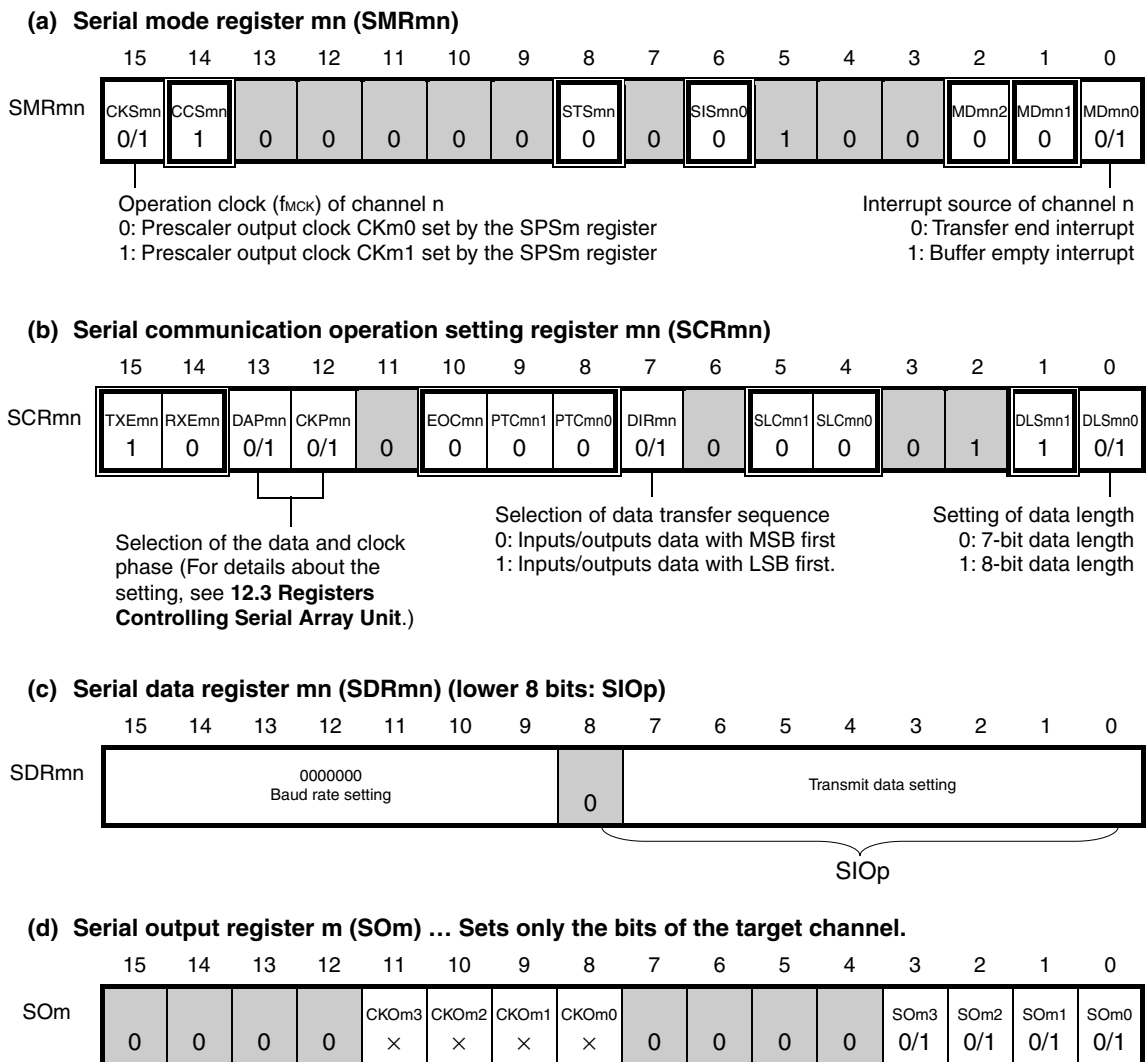 (a) Serial mode register mn (SMRmn)
15 14 13 12 11 10 9 8 7 6 5 4 3 2 1 0
SMRmn CKSmn CCSmn STSmn SISmn0 MDmn2 MDmn1 MDmn0
0/1 1 0 0 0 0 0 0 0 0 1 0 0 0 0 0/1
Operation clock (fMCK) of channel n
0: Prescaler output clock CKm0 set by the SPSm register
1: Prescaler output clock CKm1 set by the SPSm register
Interrupt source of channel n
0: Transfer end interrupt
1: Buffer empty interrupt
(b) Serial communication operation setting register mn (SCRmn)
15 14 13 12 11 10 9 8 7 6 5 4 3 2 1 0
SCRmn TXEmn RXEmn DAPmn CKPmn EOCmn PTCmn1 PTCmn0 DIRmn SLCmn1 SLCmn0 DLSmn1 DLSmn0
1 0 0/1 0/1 0 0 0 0 0/1 0 0 0 0 1 1 0/1
Selection of the data and clock
phase (For details about the
setting, see 12.3 Registers
Controlling Serial Array Unit.)
Selection of data transfer sequence
0: Inputs/outputs data with MSB first
1: Inputs/outputs data with LSB first.
Setting of data length
0: 7-bit data length
1: 8-bit data length
(c) Serial data register mn (SDRmn) (lower 8 bits: SIOp)
15 14 13 12 11 10 9 8 7 6 5 4 3 2 1 0
SDRmn
0000000
Baud rate setting
0
Transmit data setting
SIOp
(d) Serial output register m (SOm) … Sets only the bits of the target channel.
15 14 13 12 11 10 9 8 7 6 5 4 3 2 1 0
SOm CKOm3 CKOm2 CKOm1 CKOm0 SOm3 SOm2 SOm1 SOm0
0 0 0 0 × × × × 0 0 0 0 0/1 0/1 0/1 0/1